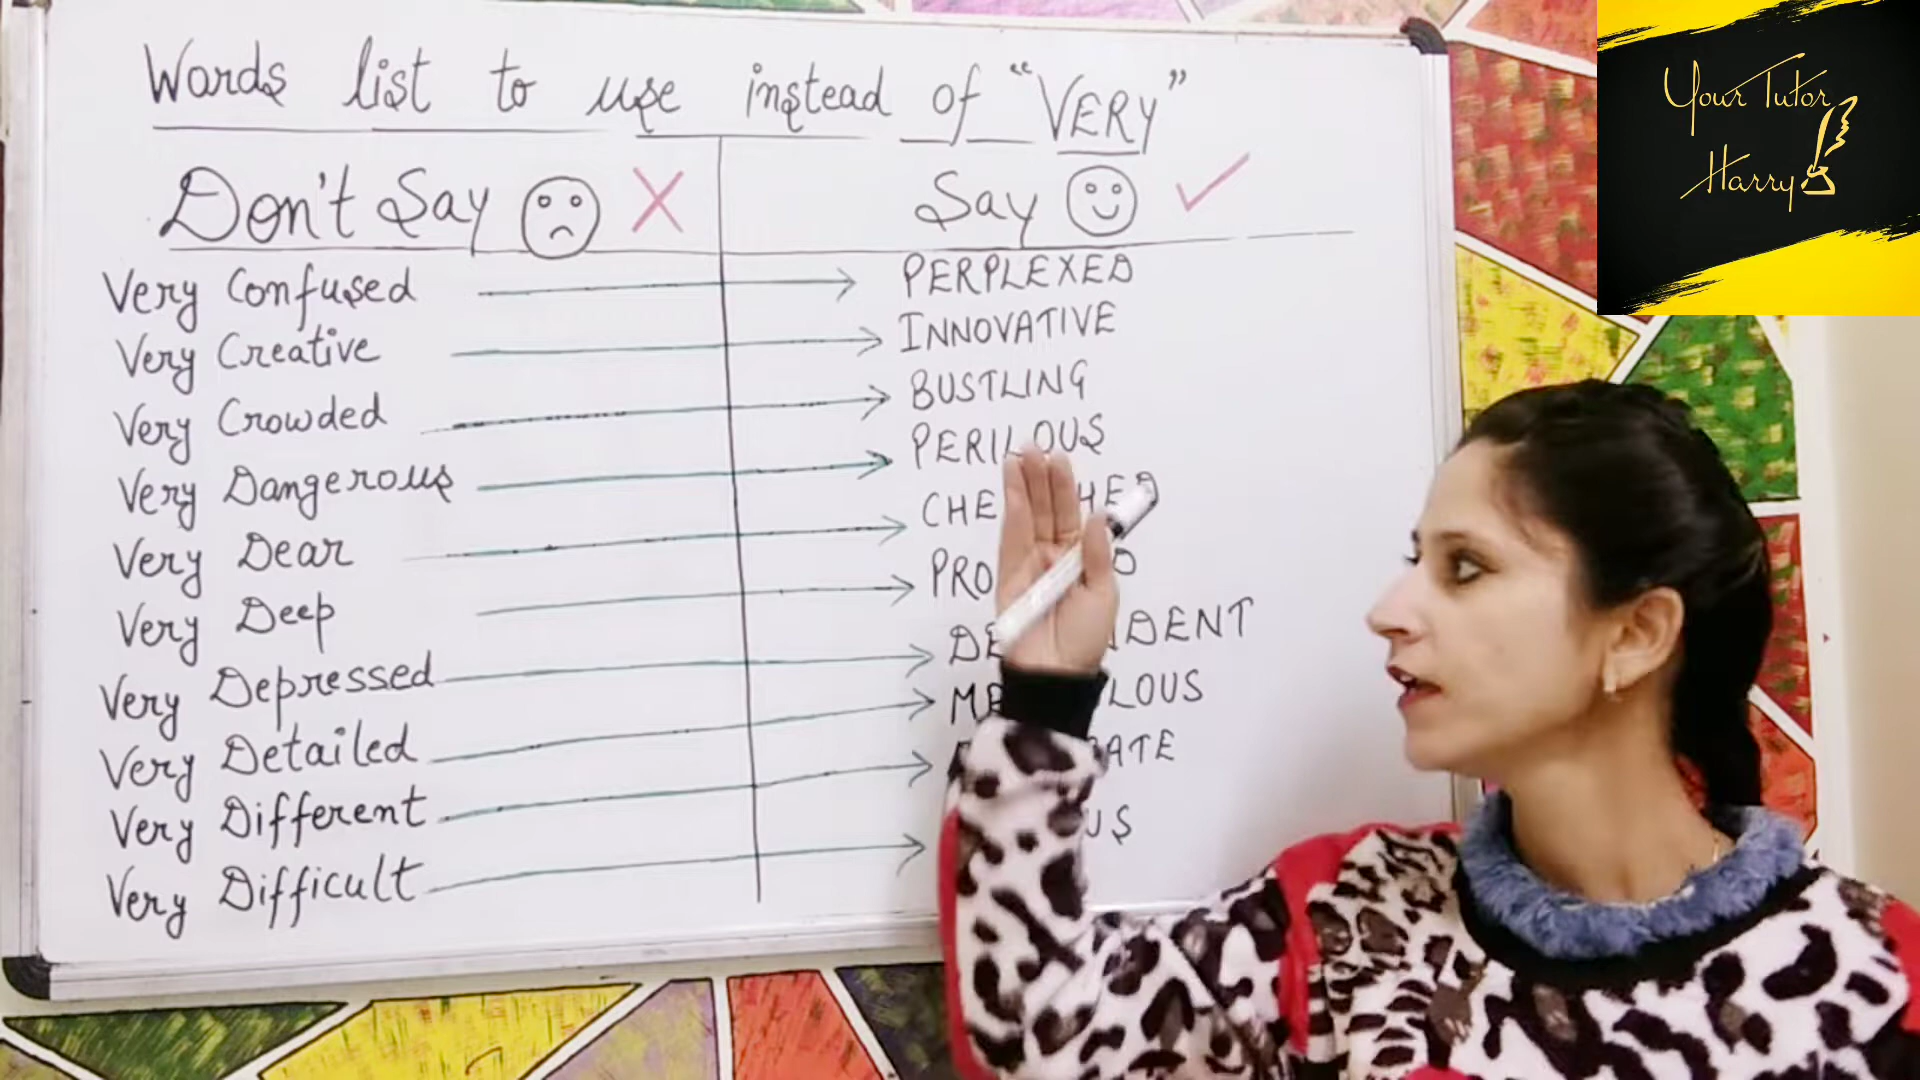 Words list to use instead of "VERY"
Don't Say
Say
Very Confused PERPLEXED
Very Creative INNOVATIVE
Very Crowded BUSTLING
Very Dangerous PERILOUS
Very Dear
Very Deep
Very Depressed
Very Detailed
Very Different
Very Difficult
Your Tutor
Harry